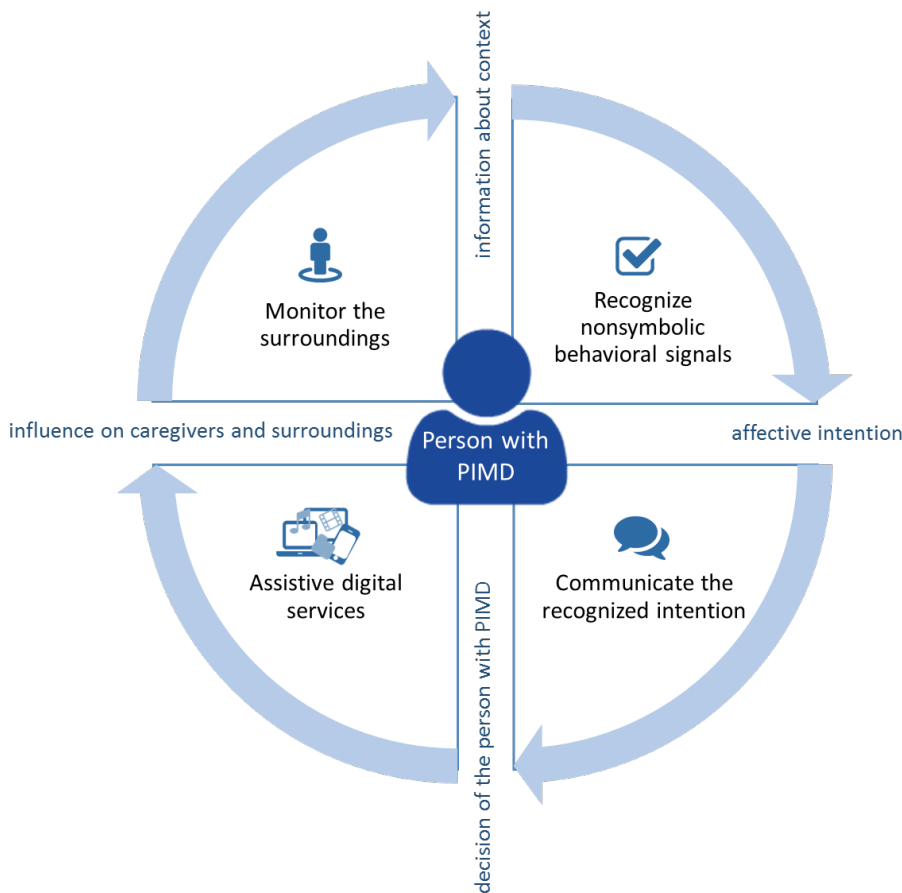 information about context
Monitor the
surroundings
Recognize
nonsymbolic
behavioral signals
influence on caregivers and surroundings
Person with
PIMD
affective intention
Assistive digital
services
Communicate the
recognized intention
decision of the person with PIMD